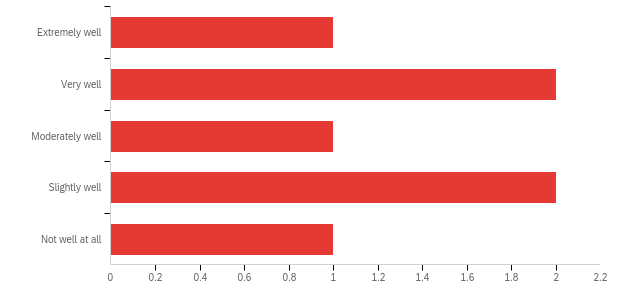 Extremely well
Very well
Moderately well
Slightly well
Not well at all
0 0.2 0.4 0.6 0.8 1 1.2 1.4 1.6 1.8 2 2.2